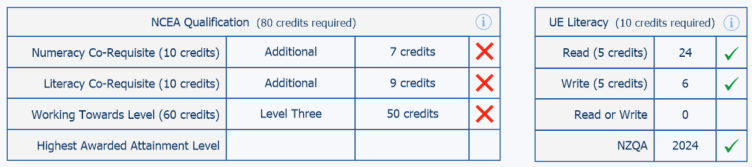 NCEA Qualification (80 credits required) i
Numeracy Co-Requisite (10 credits) Additional 7 credits
Literacy Co-Requisite (10 credits) Additional 9 credits
Working Towards Level (60 credits) Level Three 50 credits
Highest Awarded Attainment Level
UE Literacy (10 credits required) i
Read (5 credits) 24
Write (5 credits) 6
Read or Write 0
NZQA 2024